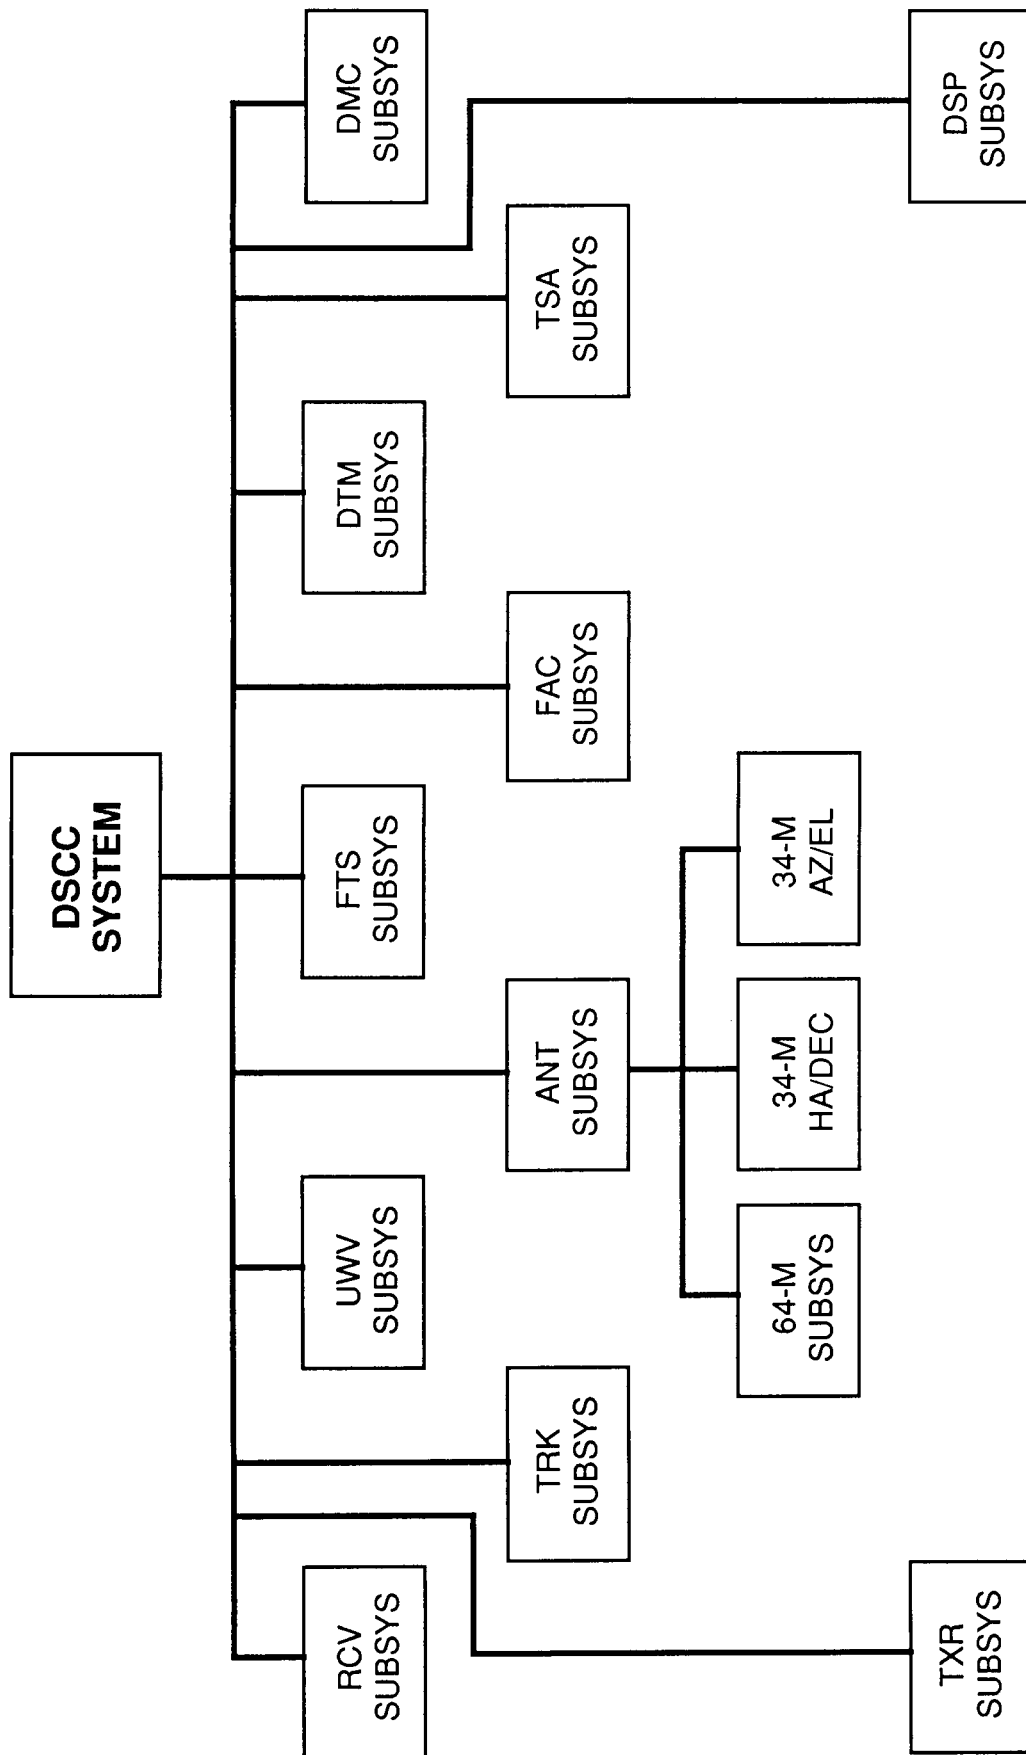 DSCC
SYSTEM
RCV
SUBSYS
UWV
SUBSYS
FTS
SUBSYS
DTM
SUBSYS
DMC
SUBSYS
TRK
SUBSYS
ANT
SUBSYS
FAC
SUBSYS
TSA
SUBSYS
64-M
SUBSYS
34-M
HA/DEC
34-M
AZ/EL
TXR
SUBSYS
DSP
SUBSYS